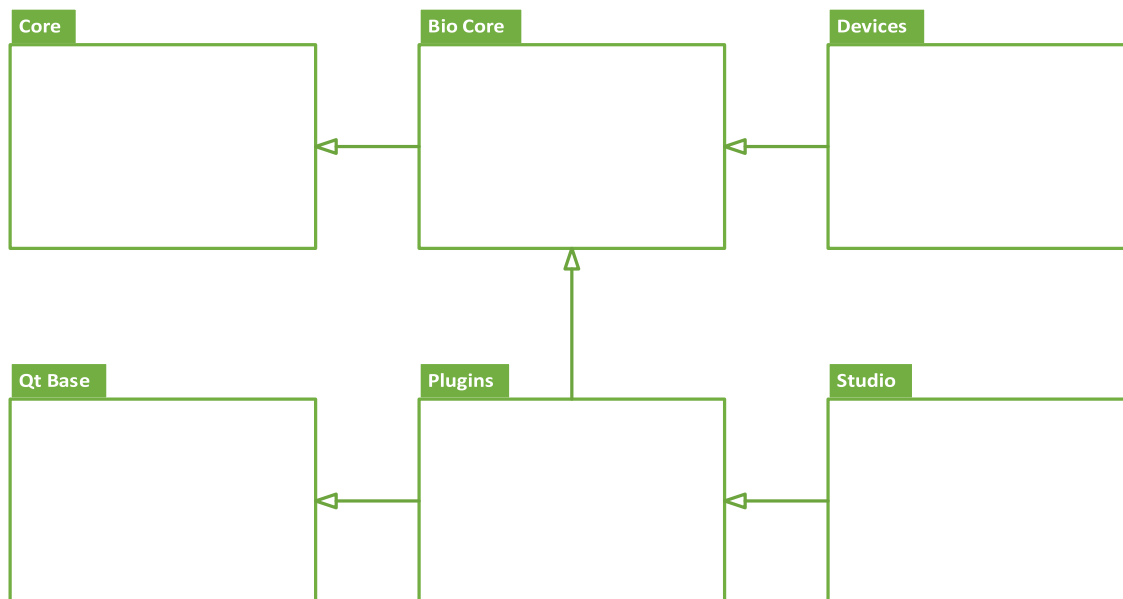 Core
Bio Core
Devices
Qt Base
Plugins
Studio